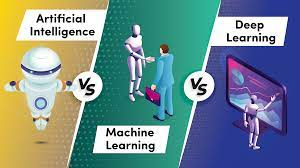 Artificial
Intelligence
VS
Machine
Learning
VS
Deep
Learning